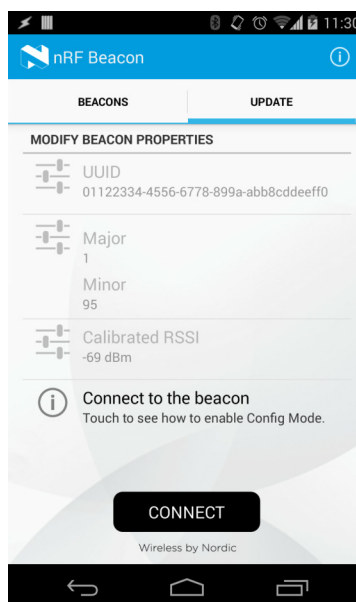 11:30
nRF Beacon
BEACONS
UPDATE
MODIFY BEACON PROPERTIES
UUID
01122334-4556-6778-899a-abb8cddeeff0
Major
1
Minor
95
Calibrated RSSI
-69 dBm
Connect to the beacon
Touch to see how to enable Config Mode.
CONNECT
Wireless by Nordic